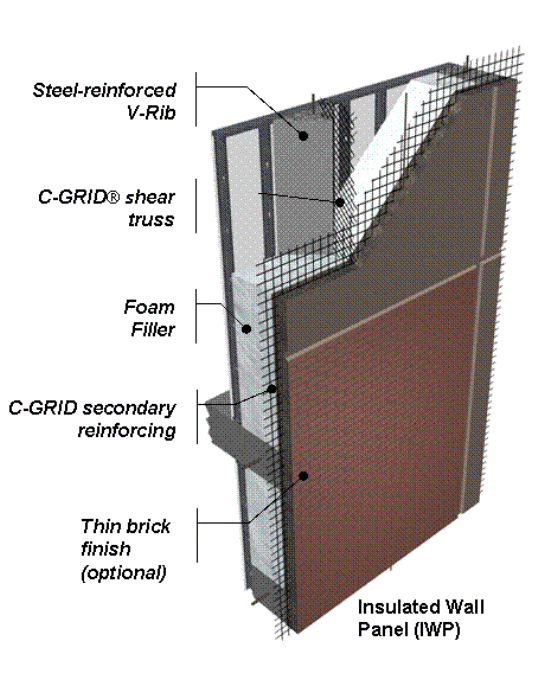 Steel-reinforced
V-Rib
C-GRID® shear
truss
Foam
Filler
C-GRID secondary
reinforcing
Thin brick
finish
(optional)
Insulated Wall
Panel (IWP)